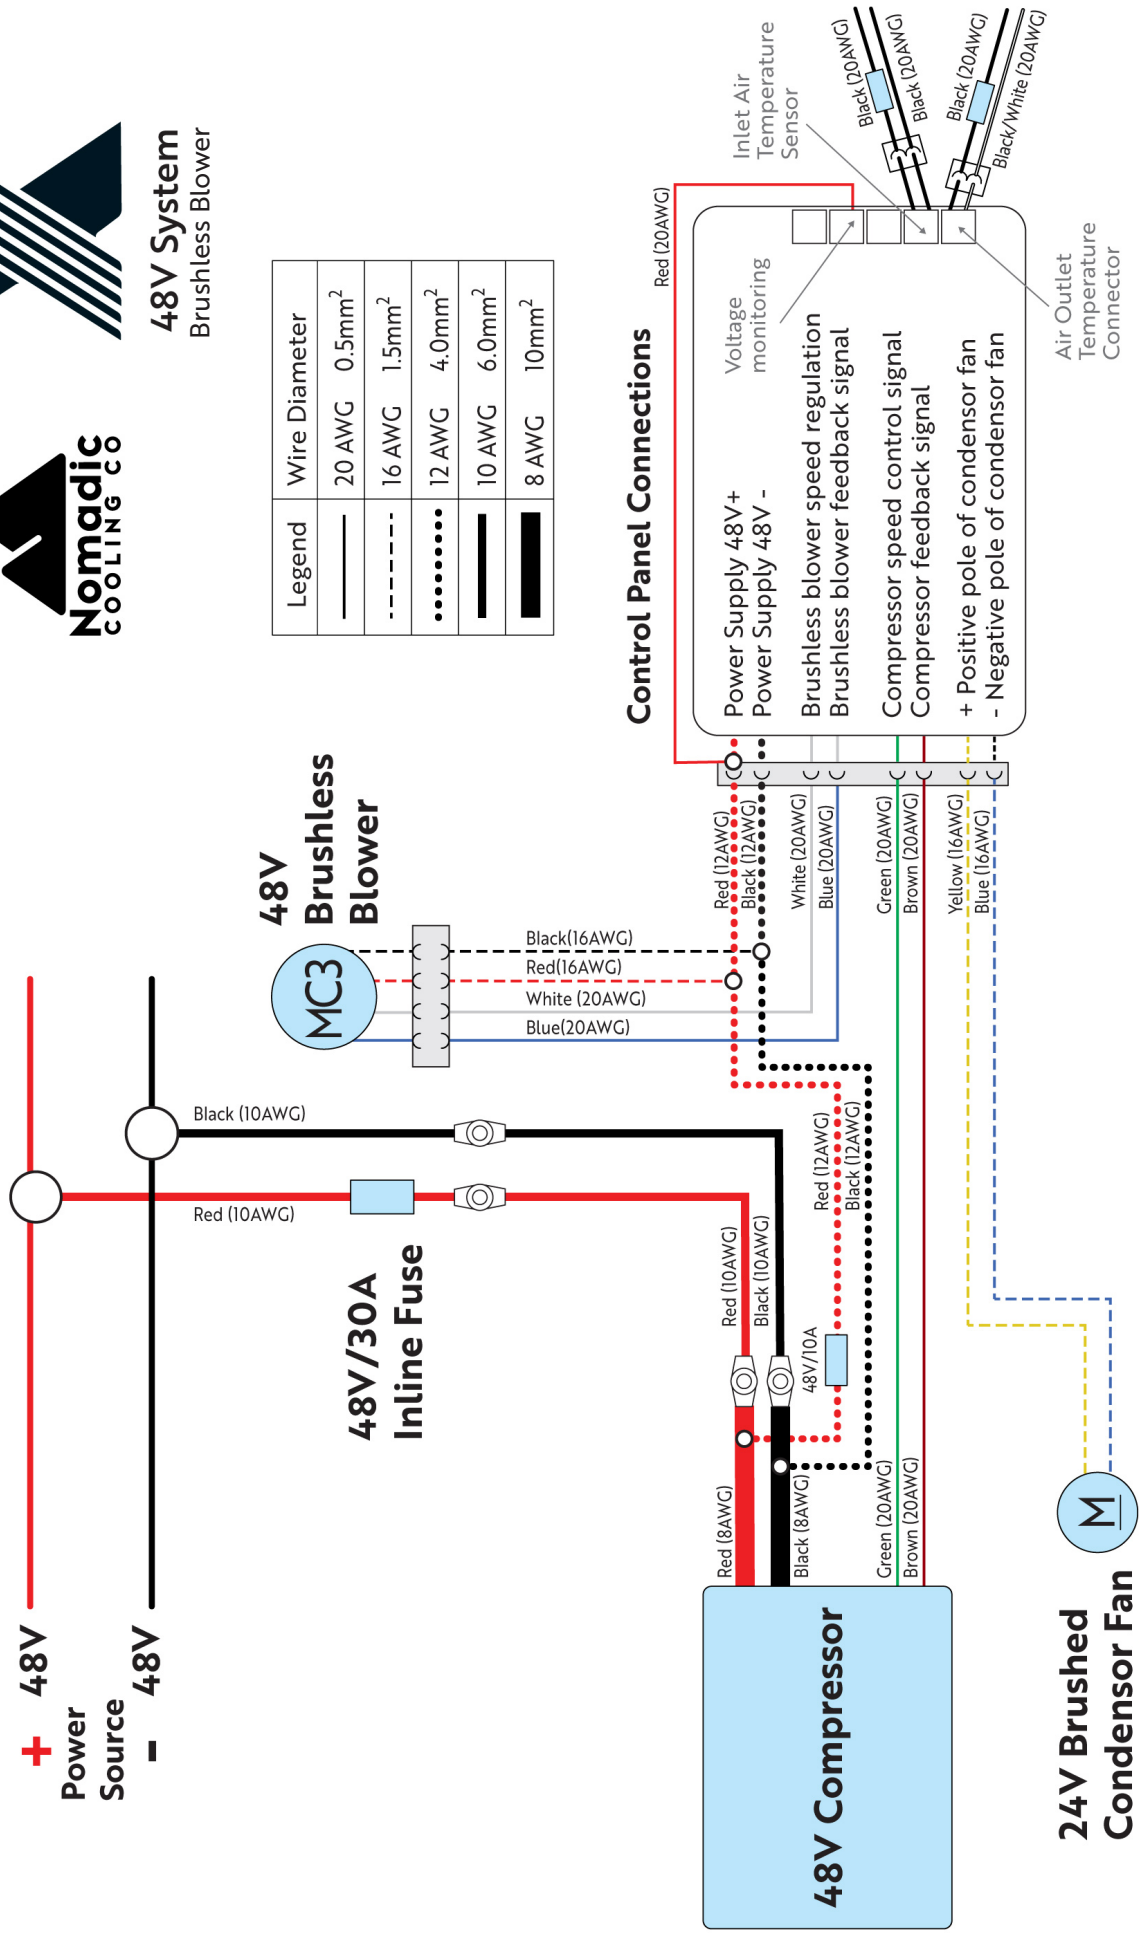 + 48V
Power
Source
- 48V
Nomadic
COOLING CO
48V System
Brushless Blower
Legend Wire Diameter
20 AWG 0.5mm²
16 AWG 1.5mm²
12 AWG 4.0mm²
10 AWG 6.0mm²
8 AWG 10mm²
Black (10AWG)
Red (10AWG)
48V/30A
Inline Fuse
48V
Brushless
Blower
MC3
Black(16AWG)
Red(16AWG)
White (20AWG)
Blue(20AWG)
Control Panel Connections
Red (20AWG)
Power Supply 48V+
Power Supply 48V -
Brushless blower speed regulation
Brushless blower feedback signal
Compressor speed control signal
Compressor feedback signal
+ Positive pole of condensor fan
- Negative pole of condensor fan
Voltage
monitoring
Inlet Air
Temperature
Sensor
Air Outlet
Temperature
Connector
Black (20AWG)
Black (20AWG)
Black (20AWG)
Black/White (20AWG)
Red (12AWG)
Black (12AWG)
White (20AWG)
Blue (20AWG)
Green (20AWG)
Brown (20AWG)
Yellow (16AWG)
Blue (16AWG)
Red (10AWG)
Black (10AWG)
48V/10A
Red (12AWG)
Black (12AWG)
Red (8AWG)
Black (8AWG)
Green (20AWG)
Brown (20AWG)
48V Compressor
M
24V Brushed
Condensor Fan